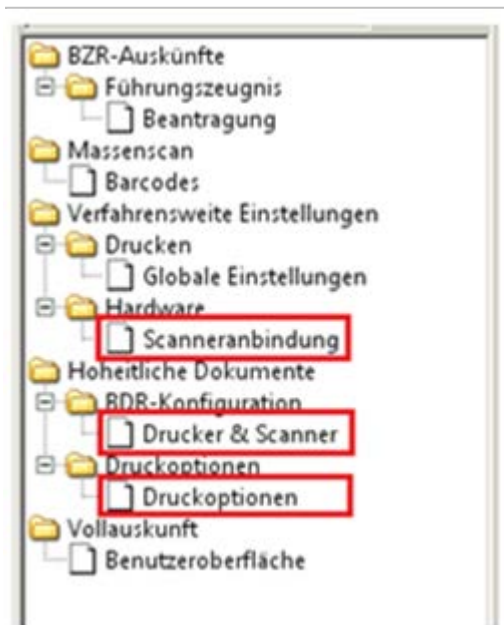 BZR-Auskünfte
Führungszeugnis
Beantragung
Massenscan
Barcodes
Verfahrensweite Einstellungen
Drucken
Globale Einstellungen
Hardware
Scanneranbindung
Hoheitliche Dokumente
BDR-Konfiguration
Drucker & Scanner
Druckoptionen
Druckoptionen
Vollauskunft
Benutzeroberfläche